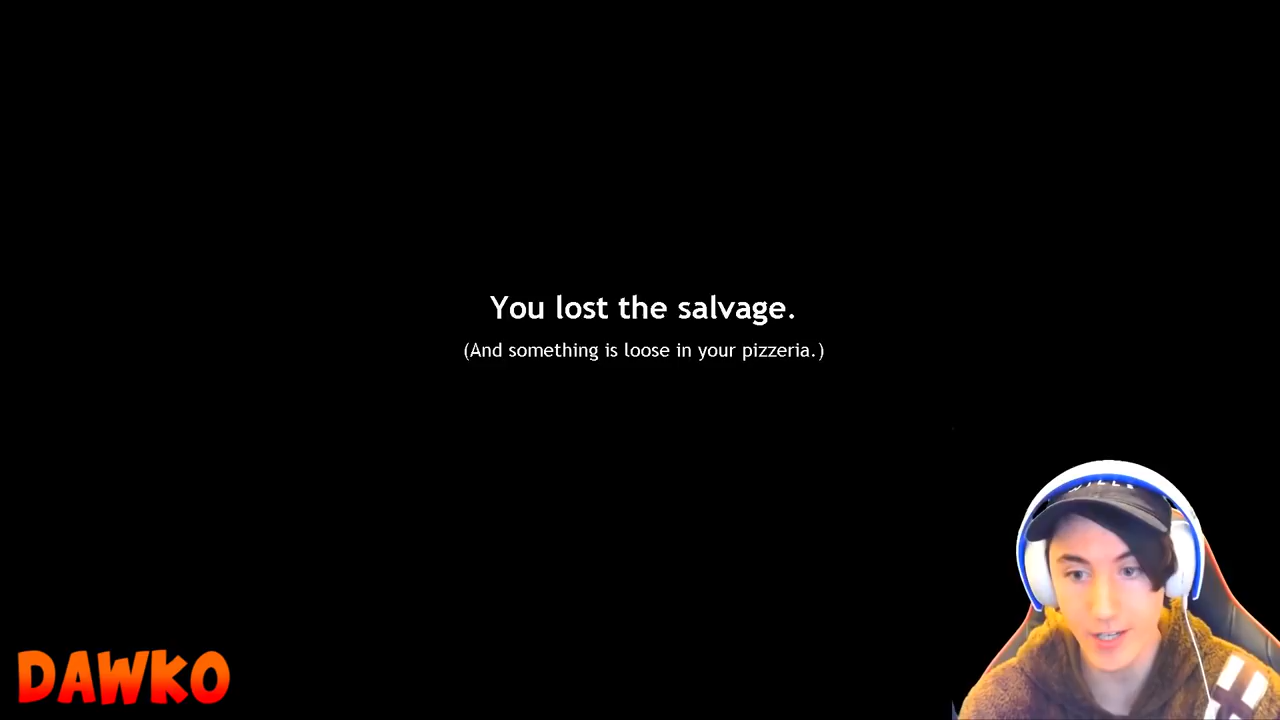 You lost the salvage.
(And something is loose in your pizzeria.)
DAWKO